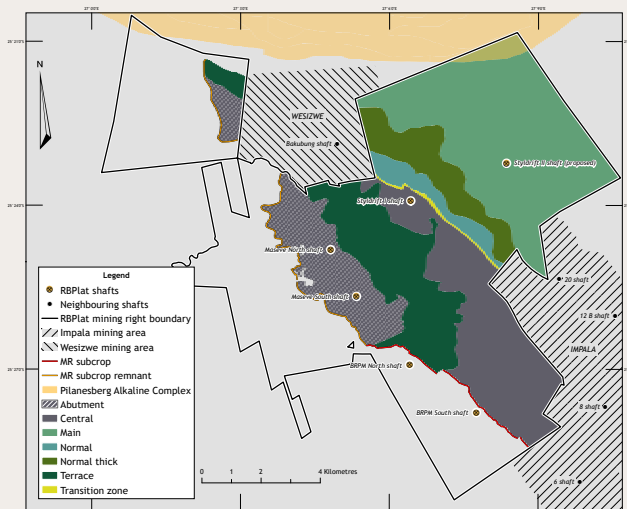 N
WESIZWE
Bakubung shaft
Styldrift II shaft (proposed)
Styldrift I shaft
Maseve North shaft
Maseve South shaft
20 shaft
12 B shaft
IMPALA
BRPM North shaft
BRPM South shaft
8 shaft
6 shaft
Legend
RBPlat shafts
Neighbouring shafts
RBPlat mining right boundary
Impala mining area
Wesizwe mining area
MR subcrop
MR subcrop remnant
Pilanesberg Alkaline Complex
Abutment
Central
Main
Normal
Normal thick
Terrace
Transition zone
0 1 2 4 Kilometres